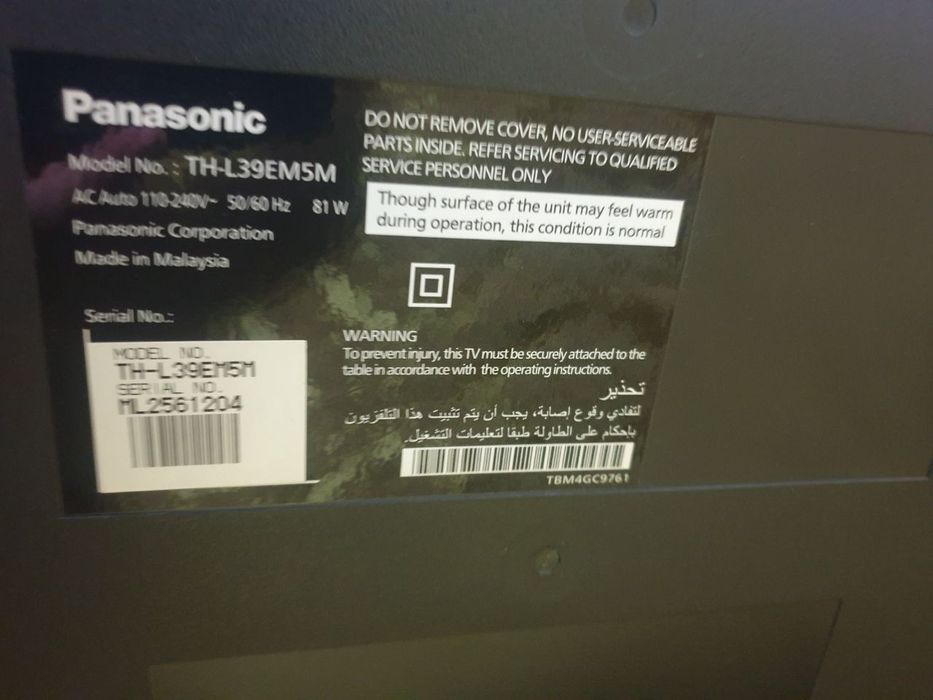 Panasonic
Model No. : TH-L39EM5M
AC Auto 110-240V~ 50/60 Hz 81 W
Panasonic Corporation
Made in Malaysia
Serial No.:
MODEL NO.
TH-L39EM5M
SERIAL NO.
ML2561204
DO NOT REMOVE COVER, NO USER-SERVICEABLE
PARTS INSIDE. REFER SERVICING TO QUALIFIED
SERVICE PERSONNEL ONLY
Though surface of the unit may feel warm
during operation, this condition is normal
WARNING
To prevent injury, this TV must be securely attached to the
table in accordance with the operating instructions.
تحذير
لتفادي وقوع إصابة، يجب أن يتم تثبيت هذا التلفزيون
بإحكام على الطاولة طبقا لتعليمات التشغيل.
TBM4GC9761